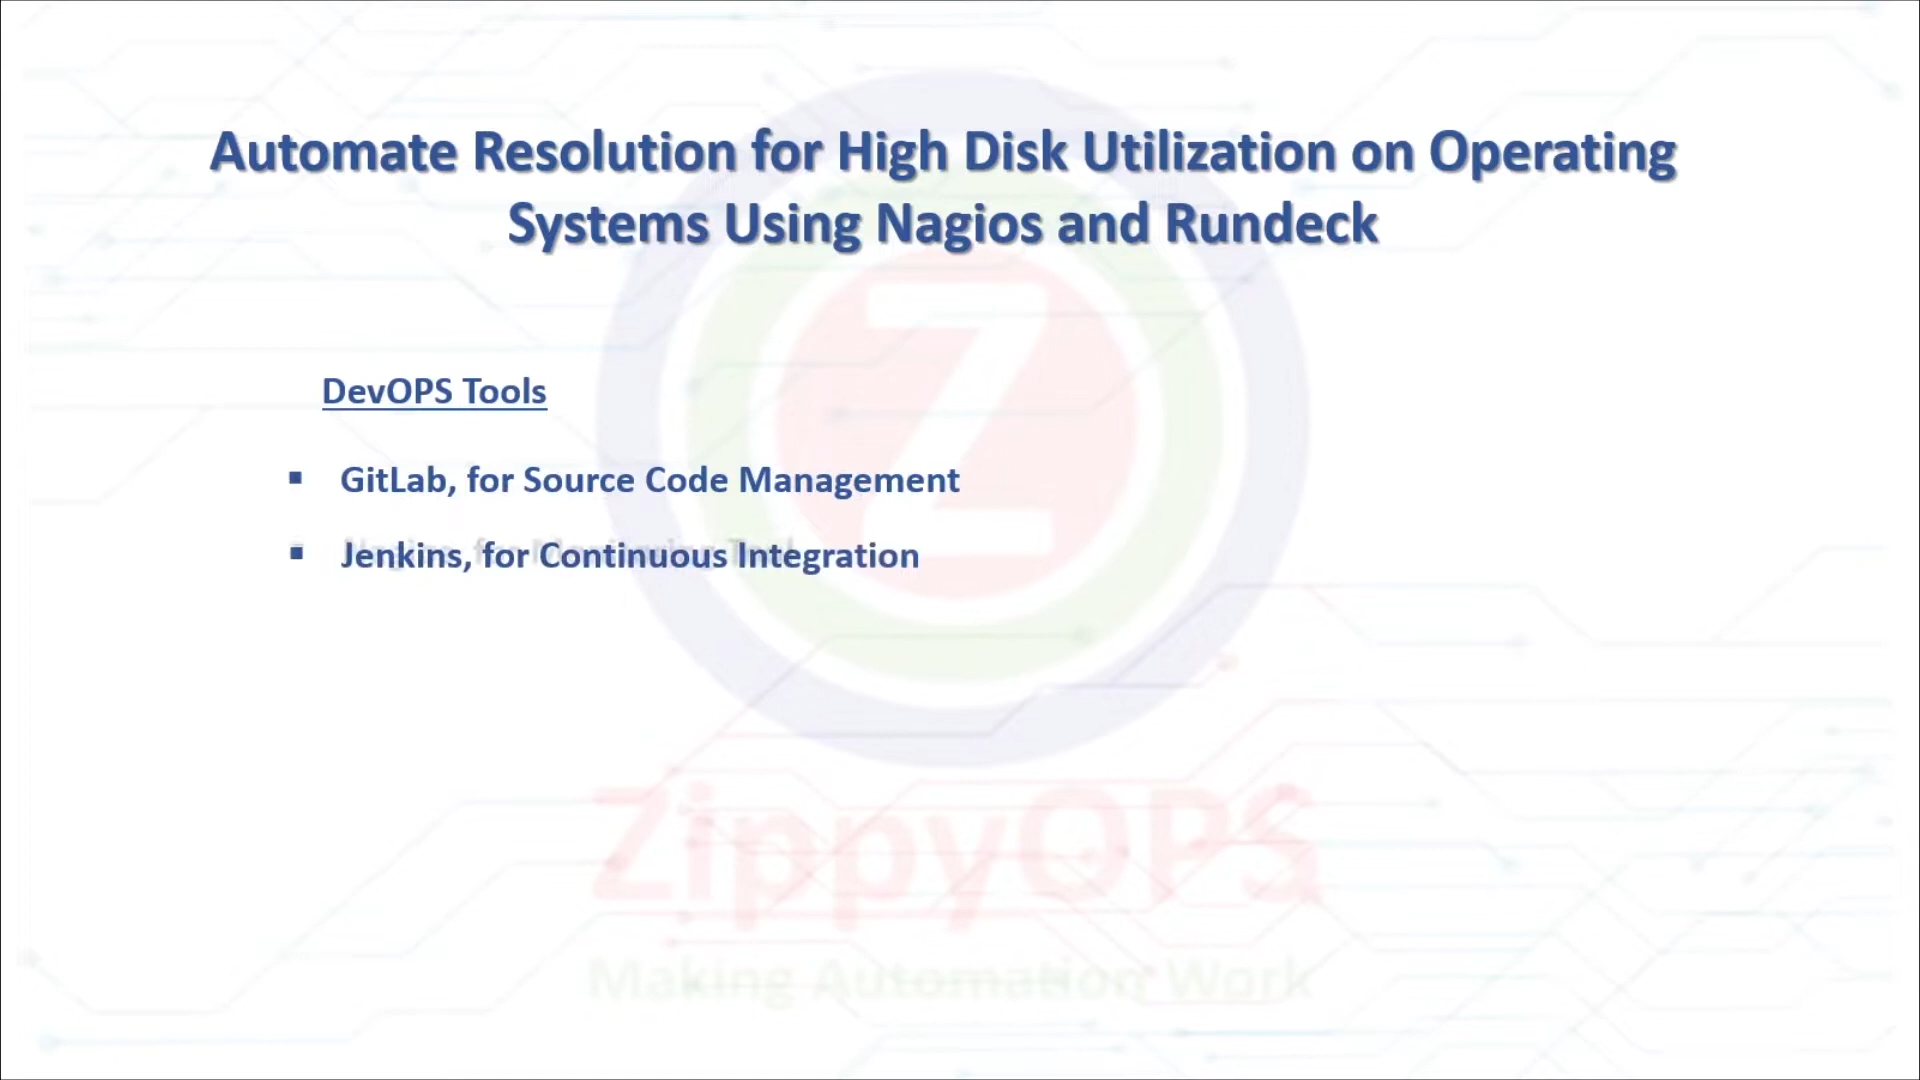 Automate Resolution for High Disk Utilization on Operating
Systems Using Nagios and Rundeck
DevOPS Tools
▪ GitLab, for Source Code Management
▪ Jenkins, for Continuous Integration
Z
ZippyOPS
Making Automation Work